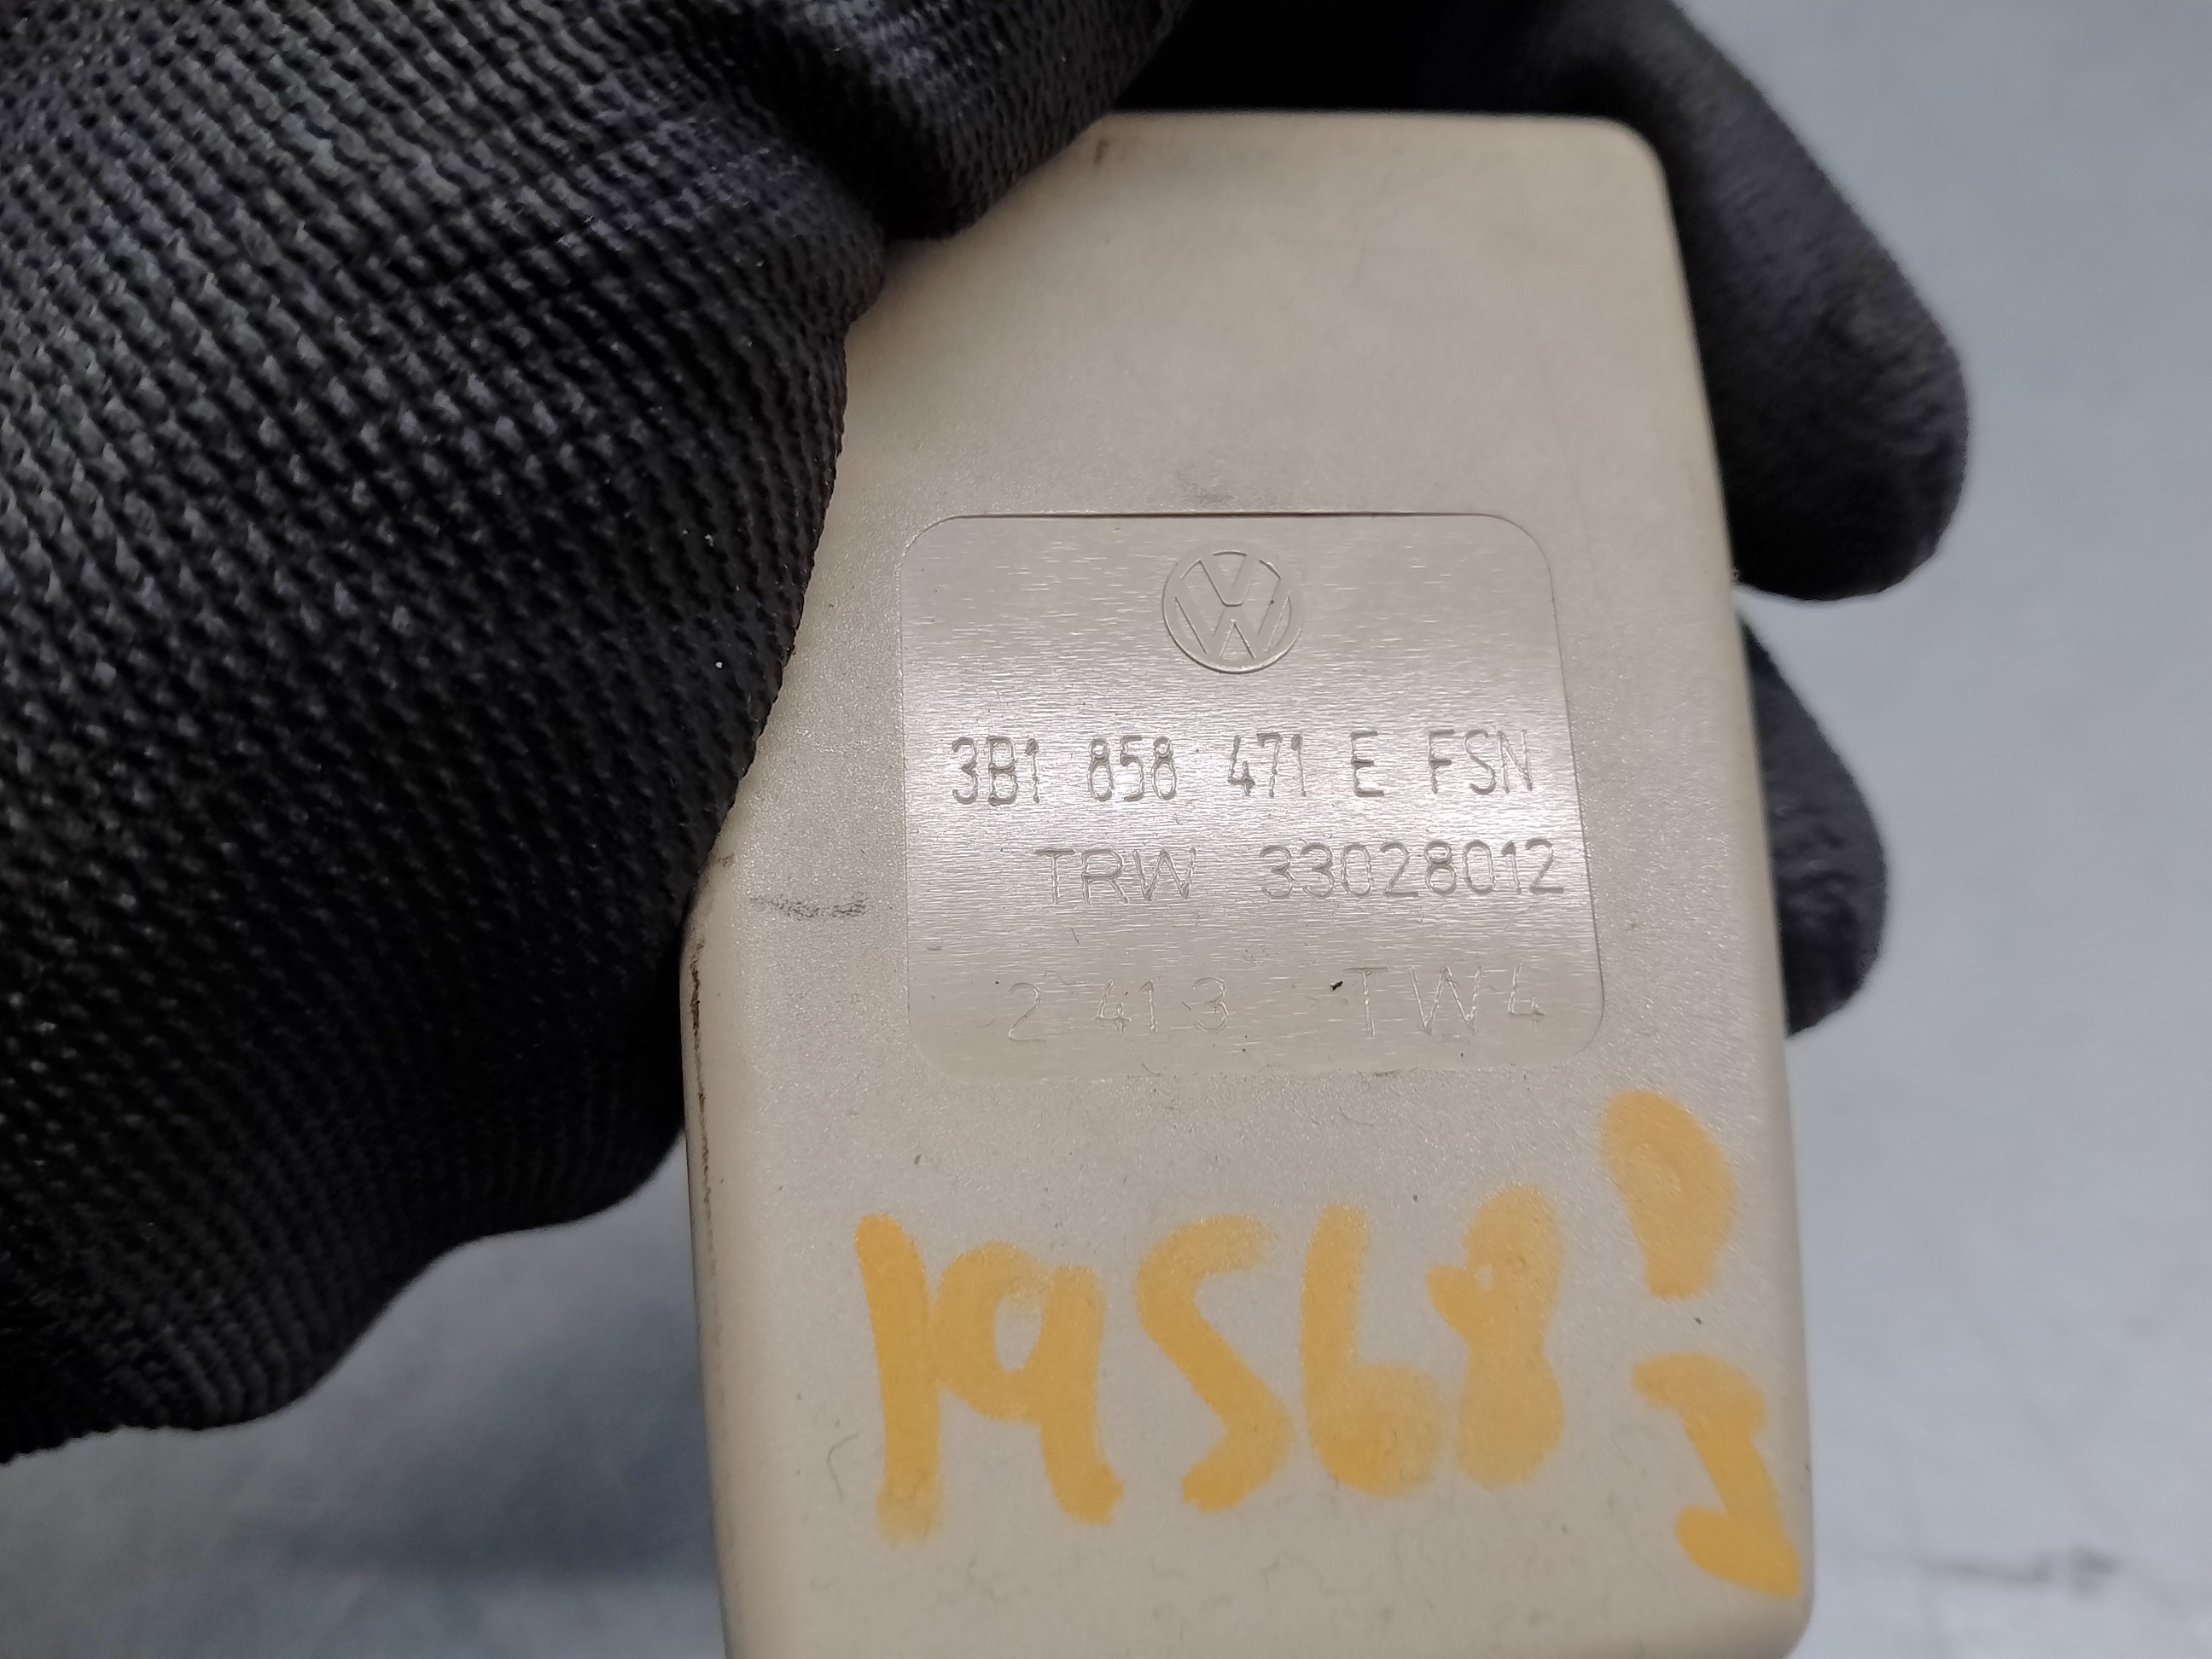 3B1 858 471 E FSN
TRW 33028012
2 413 TW4
19568